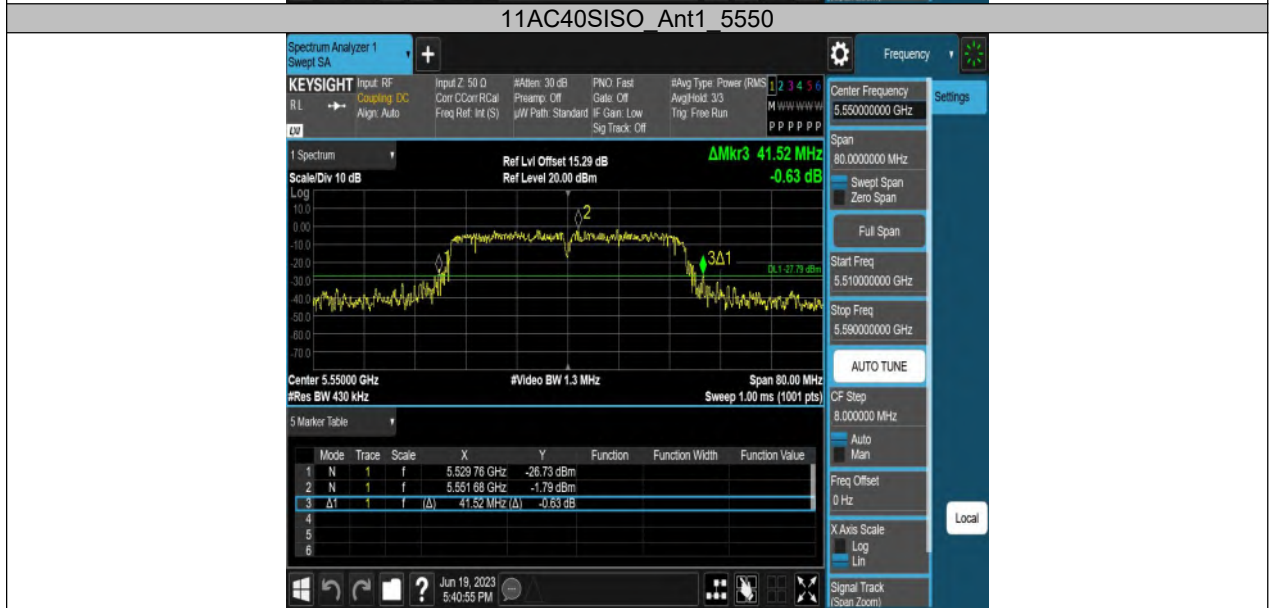 11AC40SISO_Ant1_5550
Spectrum Analyzer 1
Swept SA
+
Frequency
KEYSIGHT Input: RF Input Z: 50 Ω #Atten: 30 dB PNO: Fast #Avg Type: Power (RMS 1 2 3 4 5 6
RL Coupling: DC Corr CCorr RCal Preamp: Off Gate: Off Avg|Hold: 3/3 M W W W W W
Align: Auto Freq Ref: Int (S) µW Path: Standard IF Gain: Low Trig: Free Run
Sig Track: Off P P P P P P
LXI
Center Frequency
5.550000000 GHz
Settings
Span
80.0000000 MHz
Swept Span
Zero Span
Full Span
Start Freq
5.510000000 GHz
Stop Freq
5.590000000 GHz
AUTO TUNE
CF Step
8.000000 MHz
Auto
Man
Freq Offset
0 Hz
X Axis Scale
Log
Lin
Signal Track
(Span Zoom)
Local
1 Spectrum
Ref Lvl Offset 15.29 dB
ΔMkr3 41.52 MHz
Scale/Div 10 dB
Ref Level 20.00 dBm
-0.63 dB
Log
10.0
0.00
-10.0
-20.0
-30.0
-40.0
-50.0
-60.0
-70.0
1
2
3Δ1
DL1 -27.79 dBm
Center 5.55000 GHz #Video BW 1.3 MHz Span 80.00 MHz
#Res BW 430 kHz Sweep 1.00 ms (1001 pts)
5 Marker Table
Mode Trace Scale X Y Function Function Width Function Value
1 N 1 f 5.529 76 GHz -26.73 dBm
2 N 1 f 5.551 68 GHz -1.79 dBm
3 Δ1 1 f (Δ) 41.52 MHz (Δ) -0.63 dB
4
5
6
?
Jun 19, 2023
5:40:55 PM